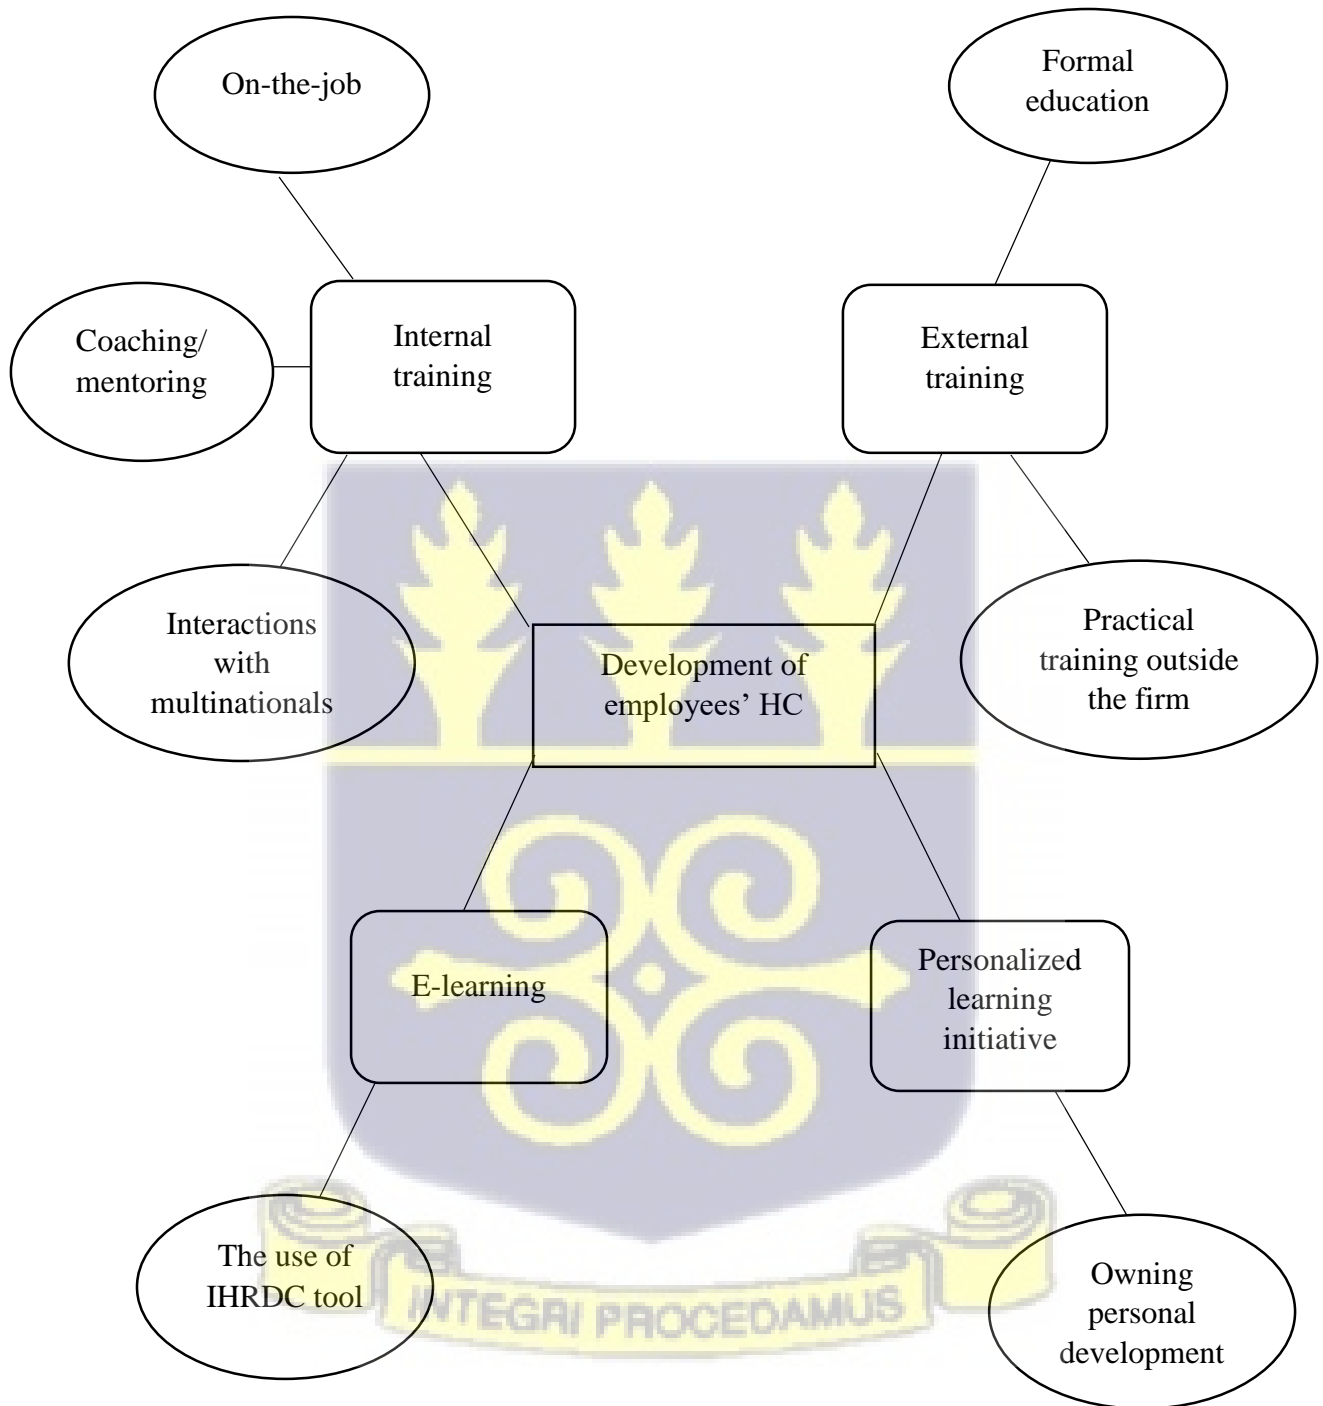 On-the-job
Formal
education
Coaching/
mentoring
Internal
training
External
training
Interactions
with
multinationals
Development of
employees’ HC
Practical
training outside
the firm
E-learning
Personalized
learning
initiative
The use of
IHRDC tool
Owning
personal
development
INTEGRI PROCEDAMUS